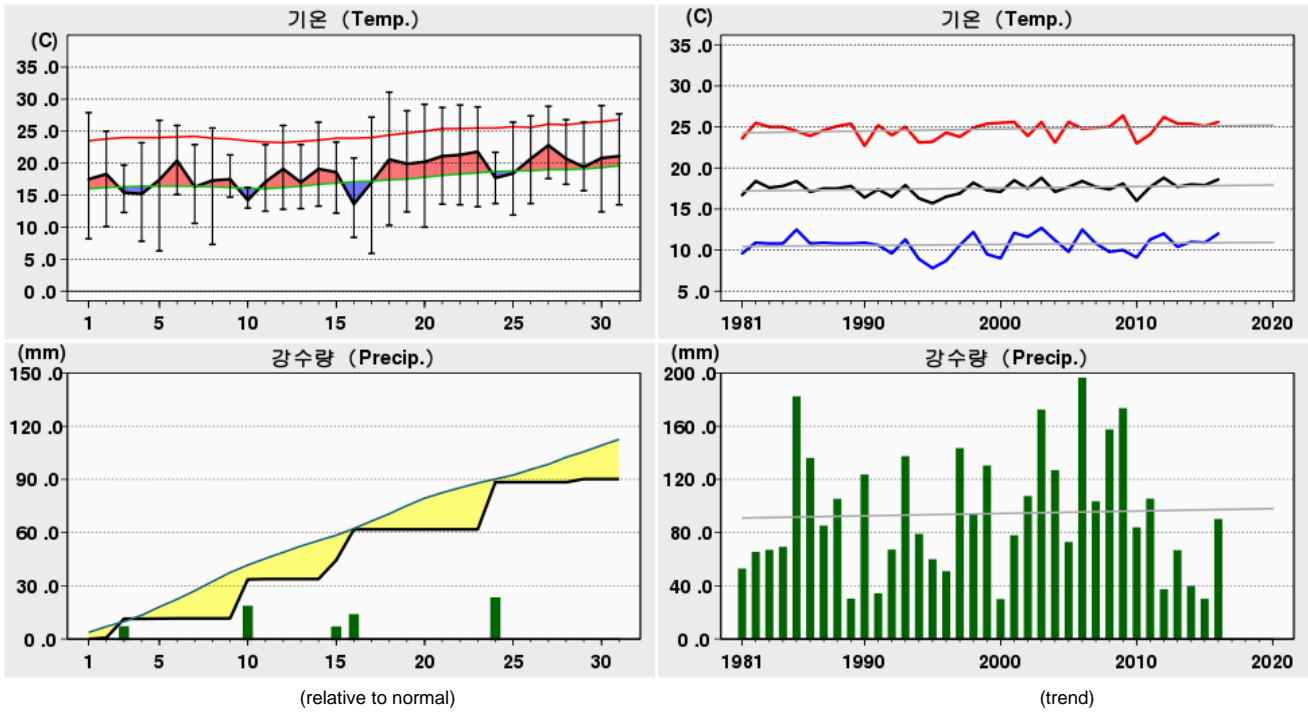 기온 (Temp.)
(C)
35 .0
30 .0
25 .0
20 .0
15 .0
10 .0
5 .0
0 .0
1 5 10 15 20 25 30
기온 (Temp.)
(C)
35 .0
30 .0
25 .0
20 .0
15 .0
10 .0
5 .0
1981 1990 2000 2010 2020
강수량 (Precip.)
(mm)
150 .0
120 .0
90 .0
60 .0
30 .0
0 .0
1 5 10 15 20 25 30
(relative to normal)
강수량 (Precip.)
(mm)
200 .0
160 .0
120 .0
80 .0
40 .0
0 .0
1981 1990 2000 2010 2020
(trend)